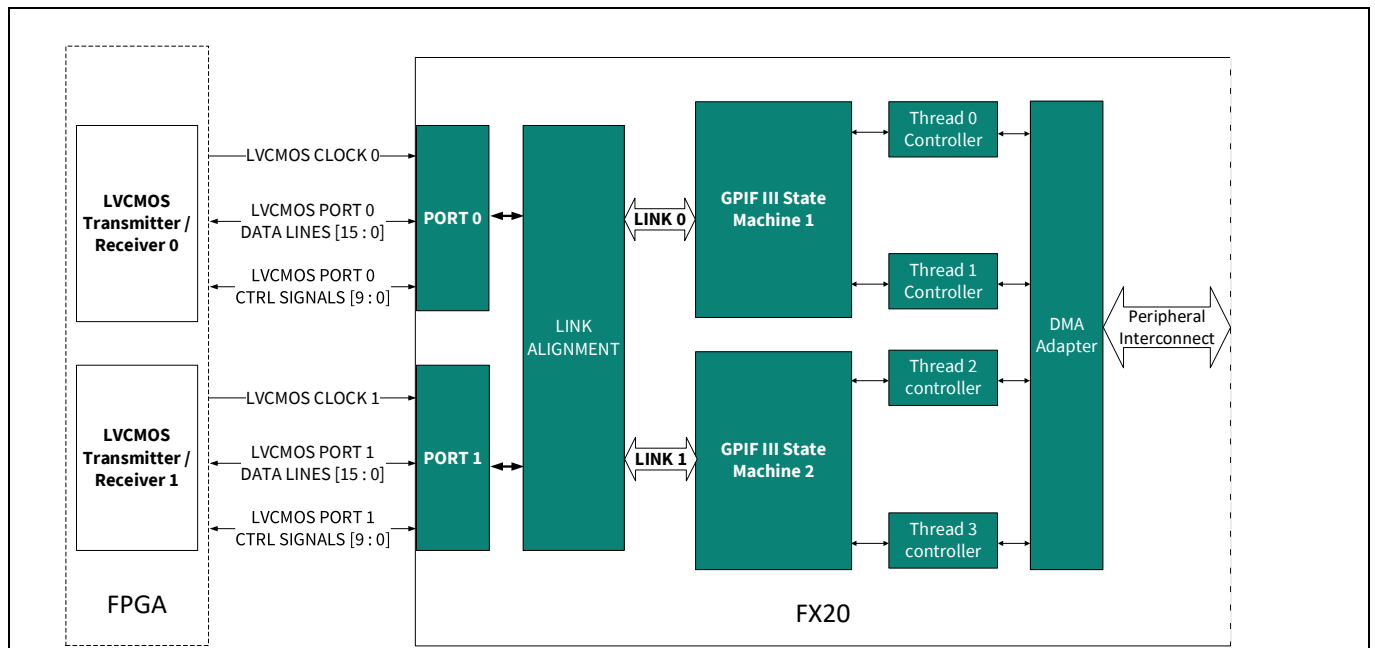 LVCMOS
Transmitter /
Receiver 0
LVCMOS CLOCK 0
LVCMOS PORT 0
DATA LINES [15 : 0]
LVCMOS PORT 0
CTRL SIGNALS [9 : 0]
PORT 0
LINK
ALIGNMENT
LINK 0
GPIF III State
Machine 1
Thread 0
Controller
Thread 1
Controller
DMA
Adapter
Peripheral
Interconnect
LVCMOS
Transmitter /
Receiver 1
LVCMOS CLOCK 1
LVCMOS PORT 1
DATA LINES [15 : 0]
LVCMOS PORT 1
CTRL SIGNALS [9 : 0]
PORT 1
LINK 1
GPIF III State
Machine 2
Thread 2
controller
Thread 3
controller
FPGA
FX20